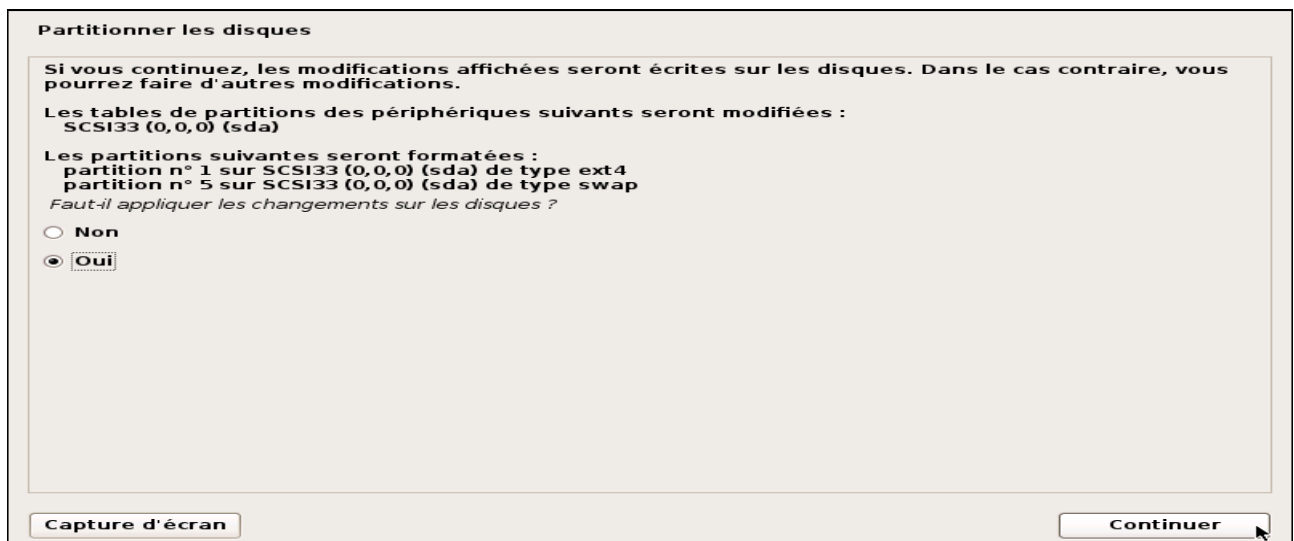 Partitionner les disques
Si vous continuez, les modifications affichées seront écrites sur les disques. Dans le cas contraire, vous
pourrez faire d'autres modifications.
Les tables de partitions des périphériques suivants seront modifiées :
SCSI33 (0,0,0) (sda)
Les partitions suivantes seront formatées :
partition n° 1 sur SCSI33 (0,0,0) (sda) de type ext4
partition n° 5 sur SCSI33 (0,0,0) (sda) de type swap
Faut-il appliquer les changements sur les disques ?
Non
Oui
Capture d'écran
Continuer